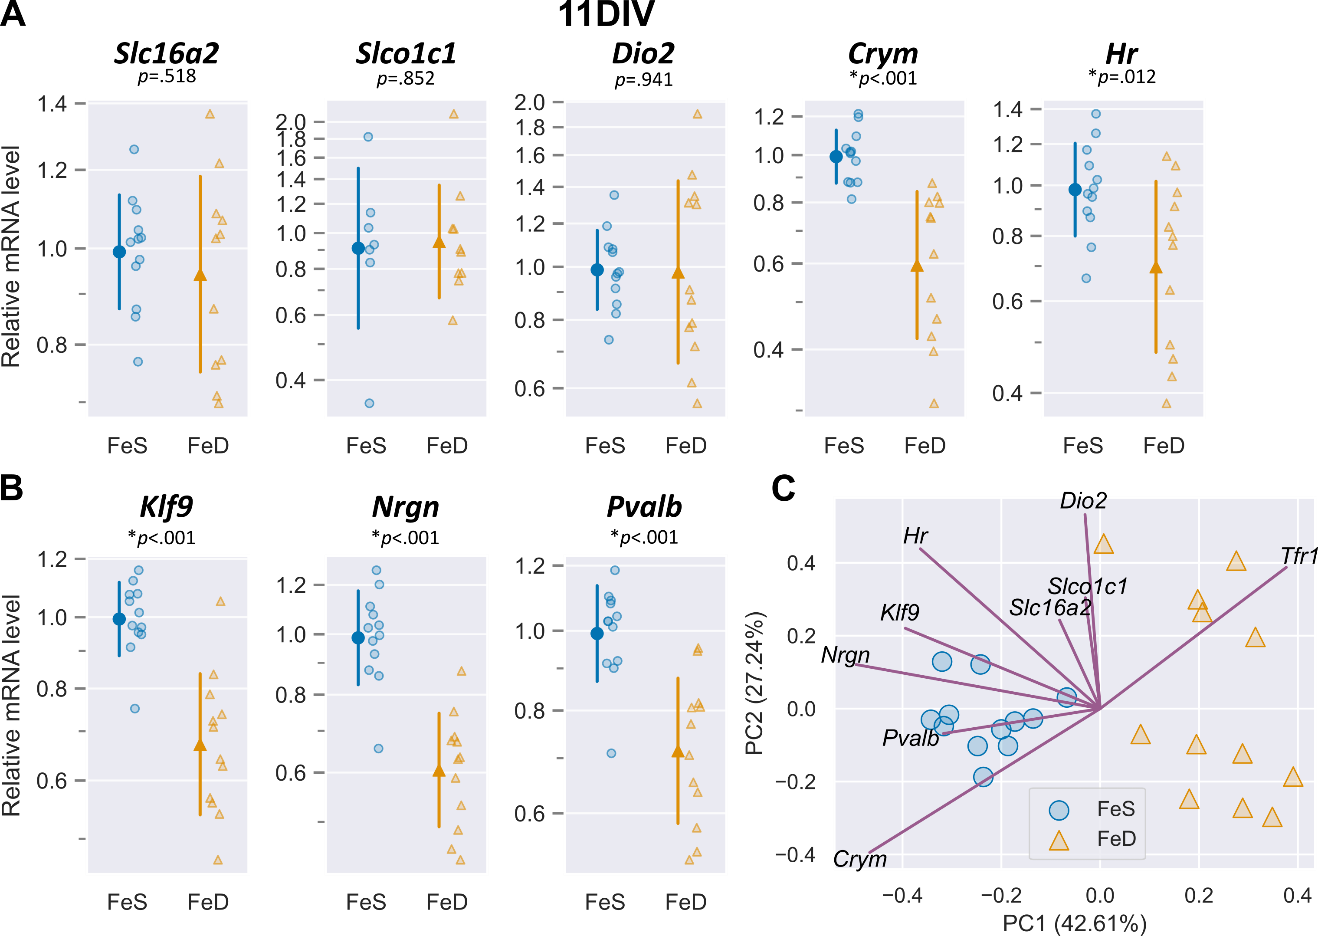 A
11DIV
Slc16a2
p=.518
Slco1c1
p=.852
Dio2
p=.941
Crym
*p<.001
Hr
*p=.012
Relative mRNA level
1.4
1.2
1.0
0.8
FeS
FeD
2.0
1.8
1.6
1.4
1.2
1.0
0.8
0.6
0.4
FeS
FeD
2.0
1.8
1.6
1.4
1.2
1.0
0.8
0.6
FeS
FeD
1.2
1.0
0.8
0.6
0.4
FeS
FeD
1.4
1.2
1.0
0.8
0.6
0.4
FeS
FeD
B
Klf9
*p<.001
Nrgn
*p<.001
Pvalb
*p<.001
Relative mRNA level
1.2
1.0
0.8
0.6
FeS
FeD
1.2
1.0
0.8
0.6
FeS
FeD
1.2
1.0
0.8
0.6
FeS
FeD
C
PC2 (27.24%)
0.4
0.2
0.0
−0.2
−0.4
Dio2
Hr
Tfr1
Slco1c1
Slc16a2
Klf9
Nrgn
Pvalb
Crym
FeS
FeD
−0.4
−0.2
0.0
0.2
0.4
PC1 (42.61%)